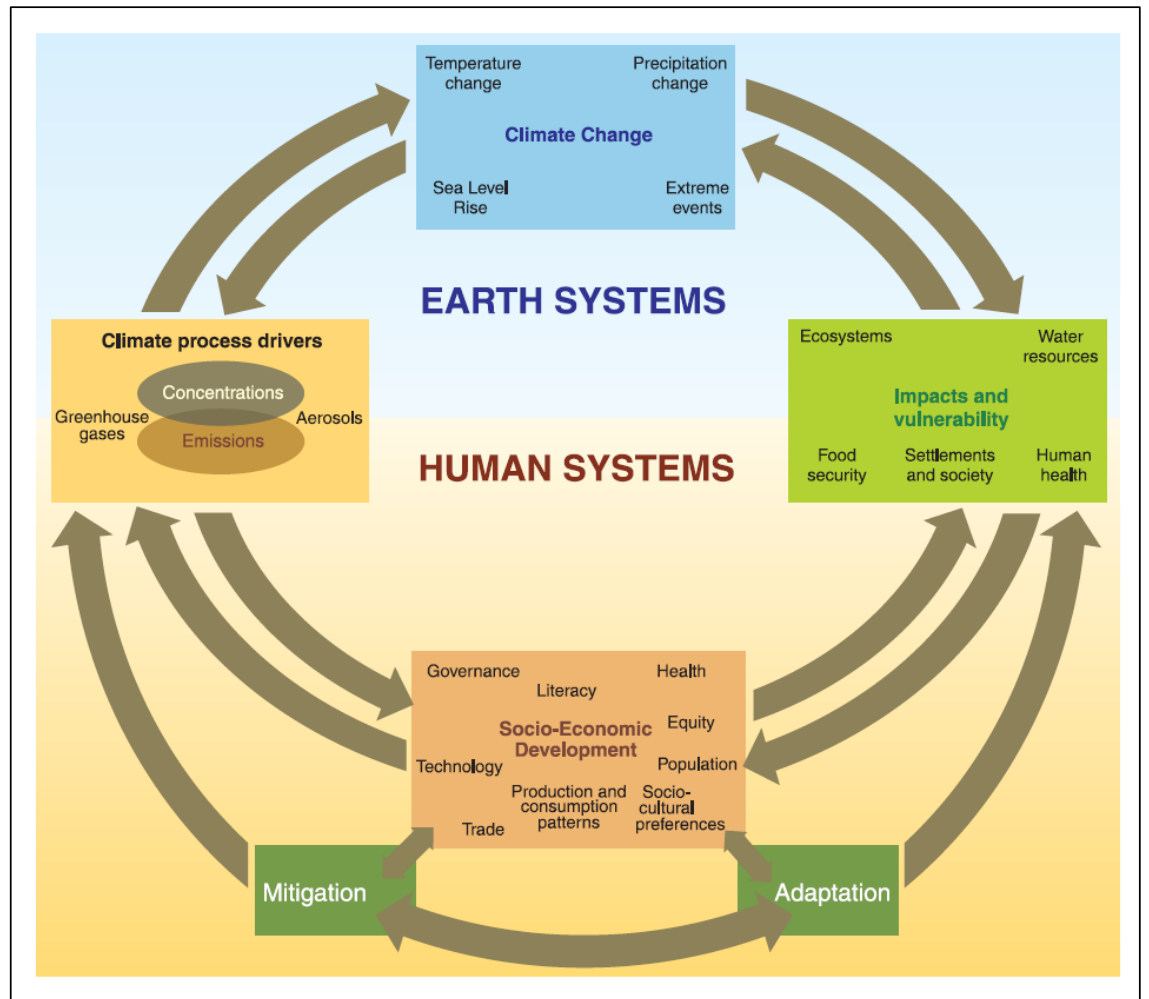 Temperature
change
Precipitation
change
Climate Change
Sea Level
Rise
Extreme
events
EARTH SYSTEMS
Climate process drivers
Concentrations
Greenhouse
gases
Aerosols
Emissions
Ecosystems
Water
resources
Impacts and
vulnerability
Food
security
Settlements
and society
Human
health
HUMAN SYSTEMS
Governance
Literacy
Health
Socio-Economic
Development
Equity
Technology
Population
Production and
consumption
patterns
Socio-
cultural
preferences
Trade
Mitigation
Adaptation